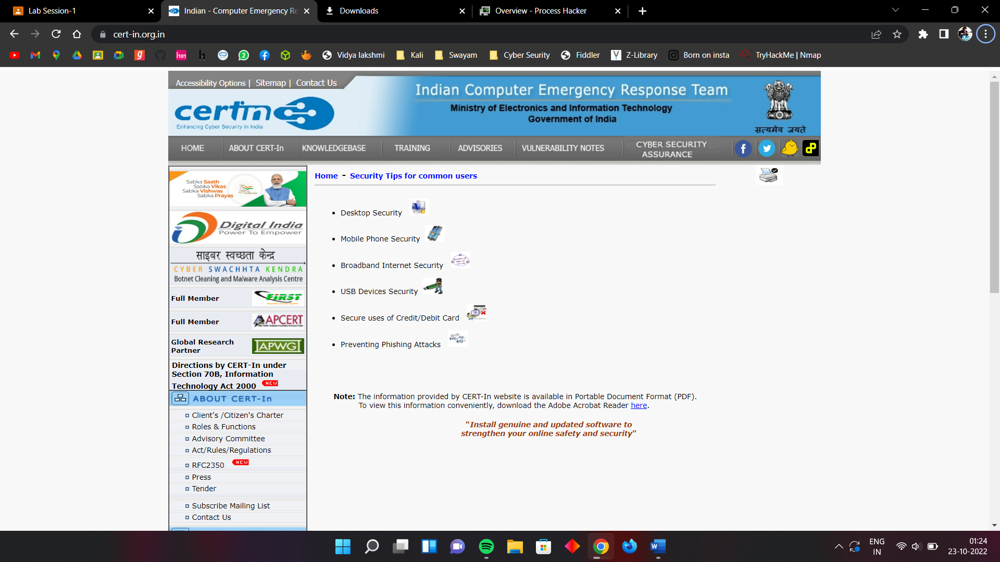 Lab Session-1
Indian - Computer Emergency Re
Downloads
Overview - Process Hacker
cert-in.org.in
Vidya lakshmi
Kali
Swayam
Cyber Seurity
Fiddler
Z-Library
Born on insta
TryHackMe | Nmap
Accessibility Options | Sitemap | Contact Us
Indian Computer Emergency Response Team
Ministry of Electronics and Information Technology
Government of India
certin
Enhancing Cyber Security in India
सत्यमेव जयते
HOME
ABOUT CERT-In
KNOWLEDGEBASE
TRAINING
ADVISORIES
VULNERABILITY NOTES
CYBER SECURITY
ASSURANCE
Sabka Saath
Sabka Vikas
Sabka Vishwas
Sabka Prayas
Digital India
Power To Empower
साइबर स्वच्छता केन्द्र
CYBER SWACHHTA KENDRA
Botnet Cleaning and Malware Analysis Centre
Full Member
FiRST
Full Member
APCERT
Global Research
Partner
APWG
Directions by CERT-In under
Section 70B, Information
Technology Act 2000 NEW
ABOUT CERT-In
Client's /Citizen's Charter
Roles & Functions
Advisory Committee
Act/Rules/Regulations
RFC2350 NEW
Press
Tender
Subscribe Mailing List
Contact Us
Home - Security Tips for common users
• Desktop Security
• Mobile Phone Security
• Broadband Internet Security
• USB Devices Security
• Secure uses of Credit/Debit Card
• Preventing Phishing Attacks
Note: The information provided by CERT-In website is available in Portable Document Format (PDF).
To view this information conveniently, download the Adobe Acrobat Reader here.
"Install genuine and updated software to
strengthen your online safety and security"
ENG
IN
01:24
23-10-2022